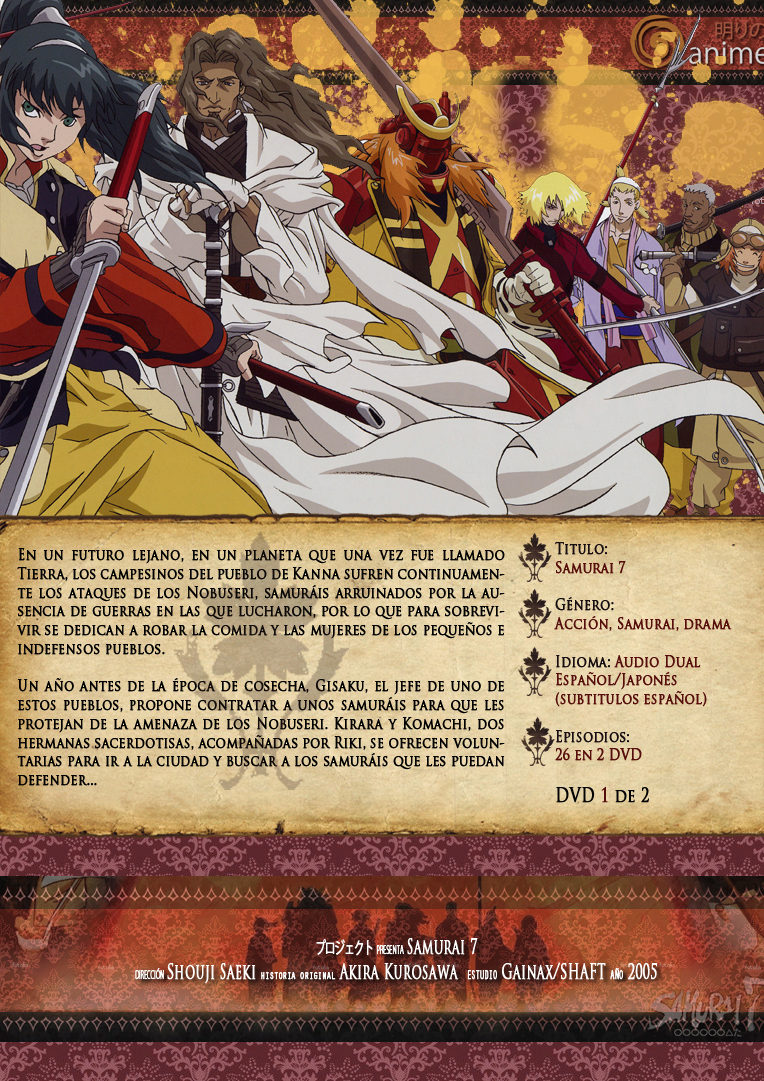 明りの
anime
En un futuro lejano, en un planeta que una vez fue llamado
Tierra, los campesinos del pueblo de Kanna sufren continuamen-
te los ataques de los Nobuseri, samuráis arruinados por la au-
sencia de guerras en las que lucharon, por lo que para sobrevi-
vir se dedican a robar la comida y las mujeres de los pequeños e
indefensos pueblos.
Un año antes de la época de cosecha, Gisaku, el jefe de uno de
estos pueblos, propone contratar a unos samuráis para que les
protejan de la amenaza de los Nobuseri. Kirara y Komachi, dos
hermanas sacerdotisas, acompañadas por Riki, se ofrecen volun-
tarias para ir a la ciudad y buscar a los samuráis que les puedan
defender...
Titulo:
Samurai 7
Género:
Acción, Samurai, drama
Idioma: Audio Dual
Español/Japonés
(subtitulos español)
Episodios:
26 en 2 DVD
DVD 1 de 2
プロジェクト presenta Samurai 7
dirección Shouji Saeki historia original Akira Kurosawa estudio Gainax/SHAFT año 2005
SAMURAI 7